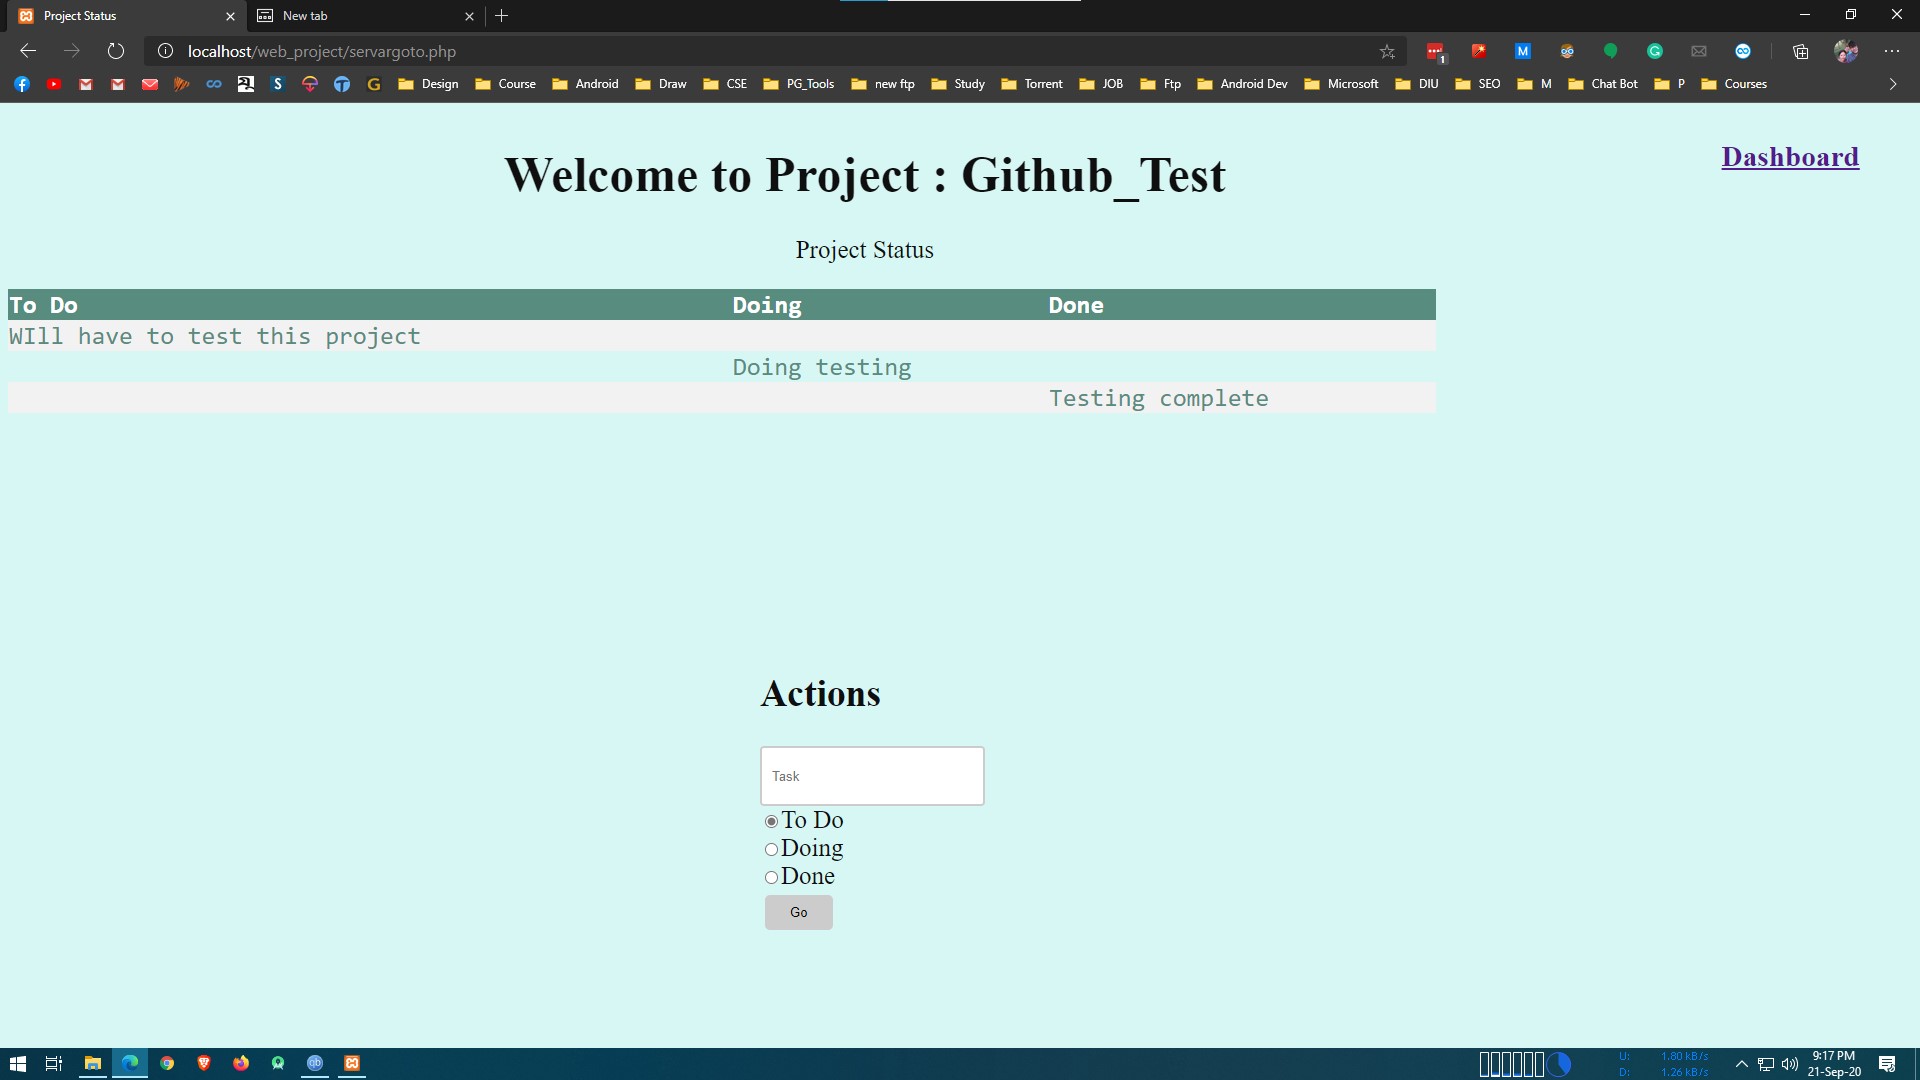 Project Status
New tab
localhost/web_project/servargoto.php
1
M
G
S
G
Design
Course
Android
Draw
CSE
PG_Tools
new ftp
Study
Torrent
JOB
Ftp
Android Dev
Microsoft
DIU
SEO
M
Chat Bot
P
Courses
Dashboard
Welcome to Project : Github_Test
Project Status
To Do Doing Done
WIll have to test this project
Doing testing
Testing complete
Actions
Task
To Do
Doing
Done
Go
qb
U: 1.80 kB/s
D: 1.26 kB/s
9:17 PM
21-Sep-20